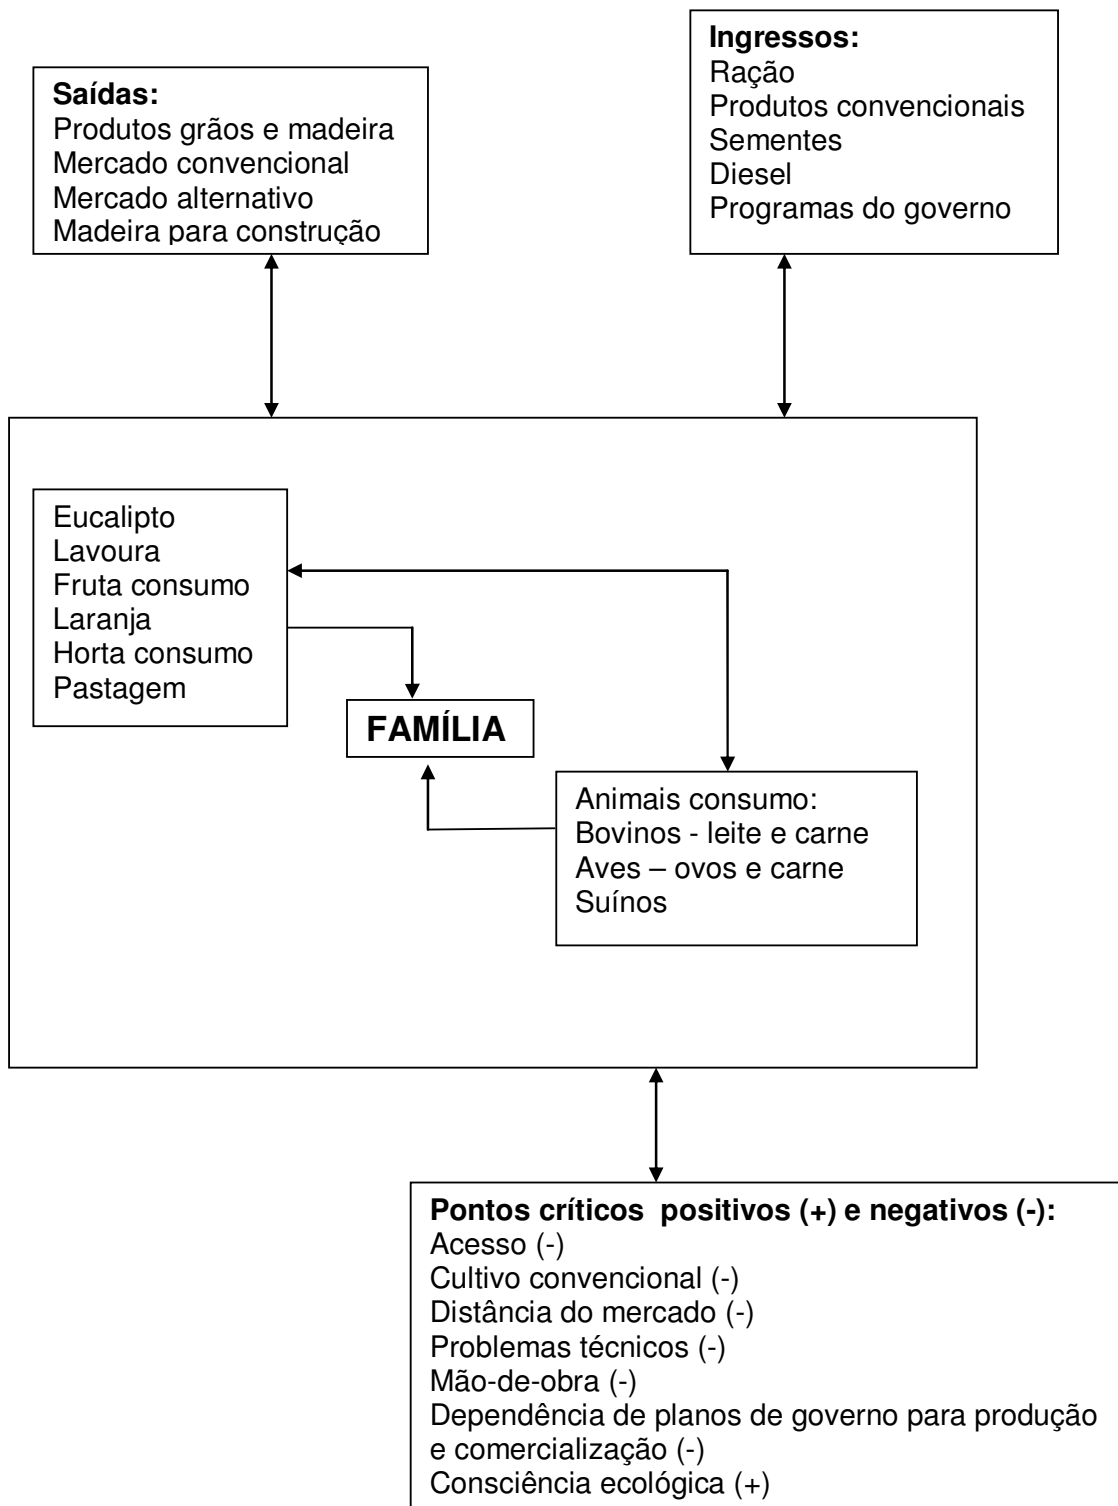 Saídas:
Produtos grãos e madeira
Mercado convencional
Mercado alternativo
Madeira para construção
Ingressos:
Ração
Produtos convencionais
Sementes
Diesel
Programas do governo
Eucalipto
Lavoura
Fruta consumo
Laranja
Horta consumo
Pastagem
FAMÍLIA
Animais consumo:
Bovinos - leite e carne
Aves – ovos e carne
Suínos
Pontos críticos  positivos (+) e negativos (-):
Acesso (-)
Cultivo convencional (-)
Distância do mercado (-)
Problemas técnicos (-)
Mão-de-obra (-)
Dependência de planos de governo para produção
e comercialização (-)
Consciência ecológica (+)